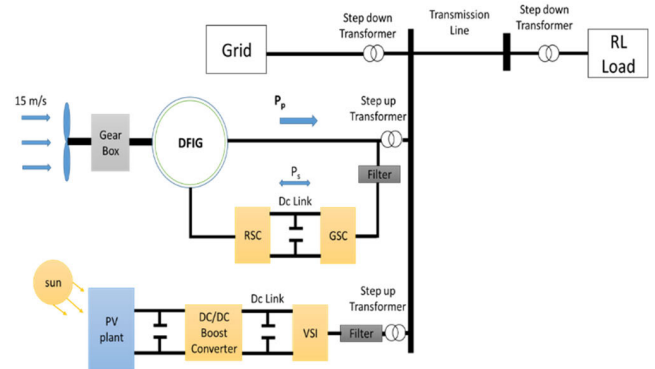 Step down
Transformer
Transmission
Line
Step down
Transformer
Grid
RL
Load
15 m/s
Gear
Box
DFIG
Pp
Step up
Transformer
Ps
Filter
Dc Link
RSC
GSC
sun
PV
plant
DC/DC
Boost
Converter
Dc Link
VSI
Filter
Step up
Transformer